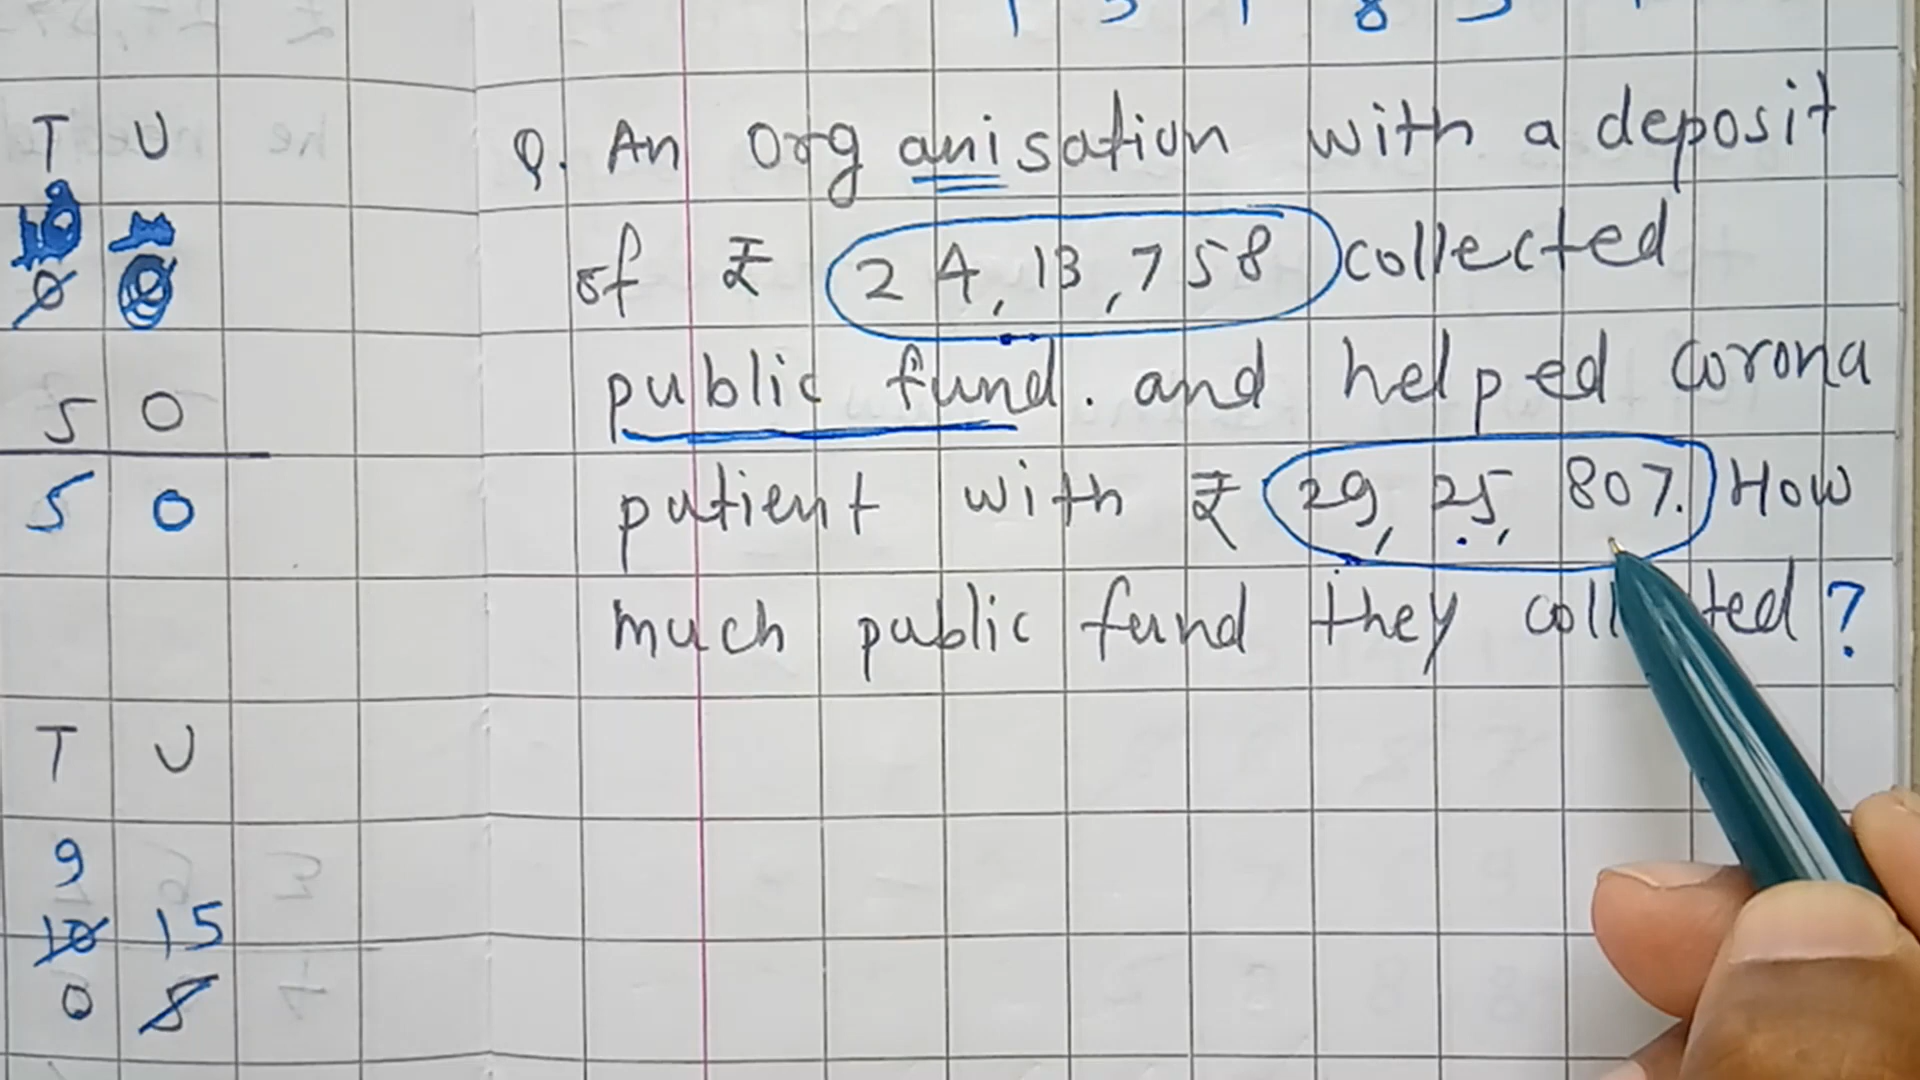 T U
Q. An organisation with a deposit
of ₹ 24,13,758 collected
public fund. and helped corona
patient with ₹ 29,25,807. How
much public fund they collected?
5 0
5 0
T U
9
10 15
0 8